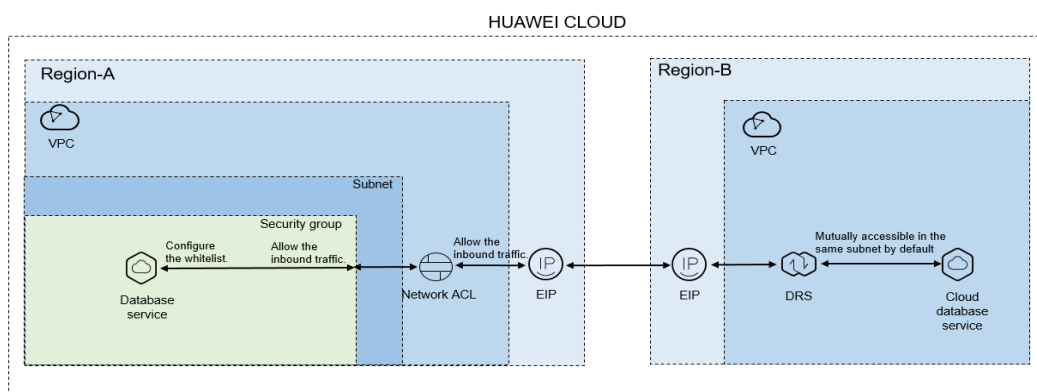 HUAWEI CLOUD
Region-A
VPC
Subnet
Security group
Configure
the whitelist.
Allow the
inbound traffic.
Database
service
Allow the
inbound traffic.
Network ACL
EIP
Region-B
VPC
EIP
DRS
Mutually accessible in the
same subnet by default
Cloud
database
service